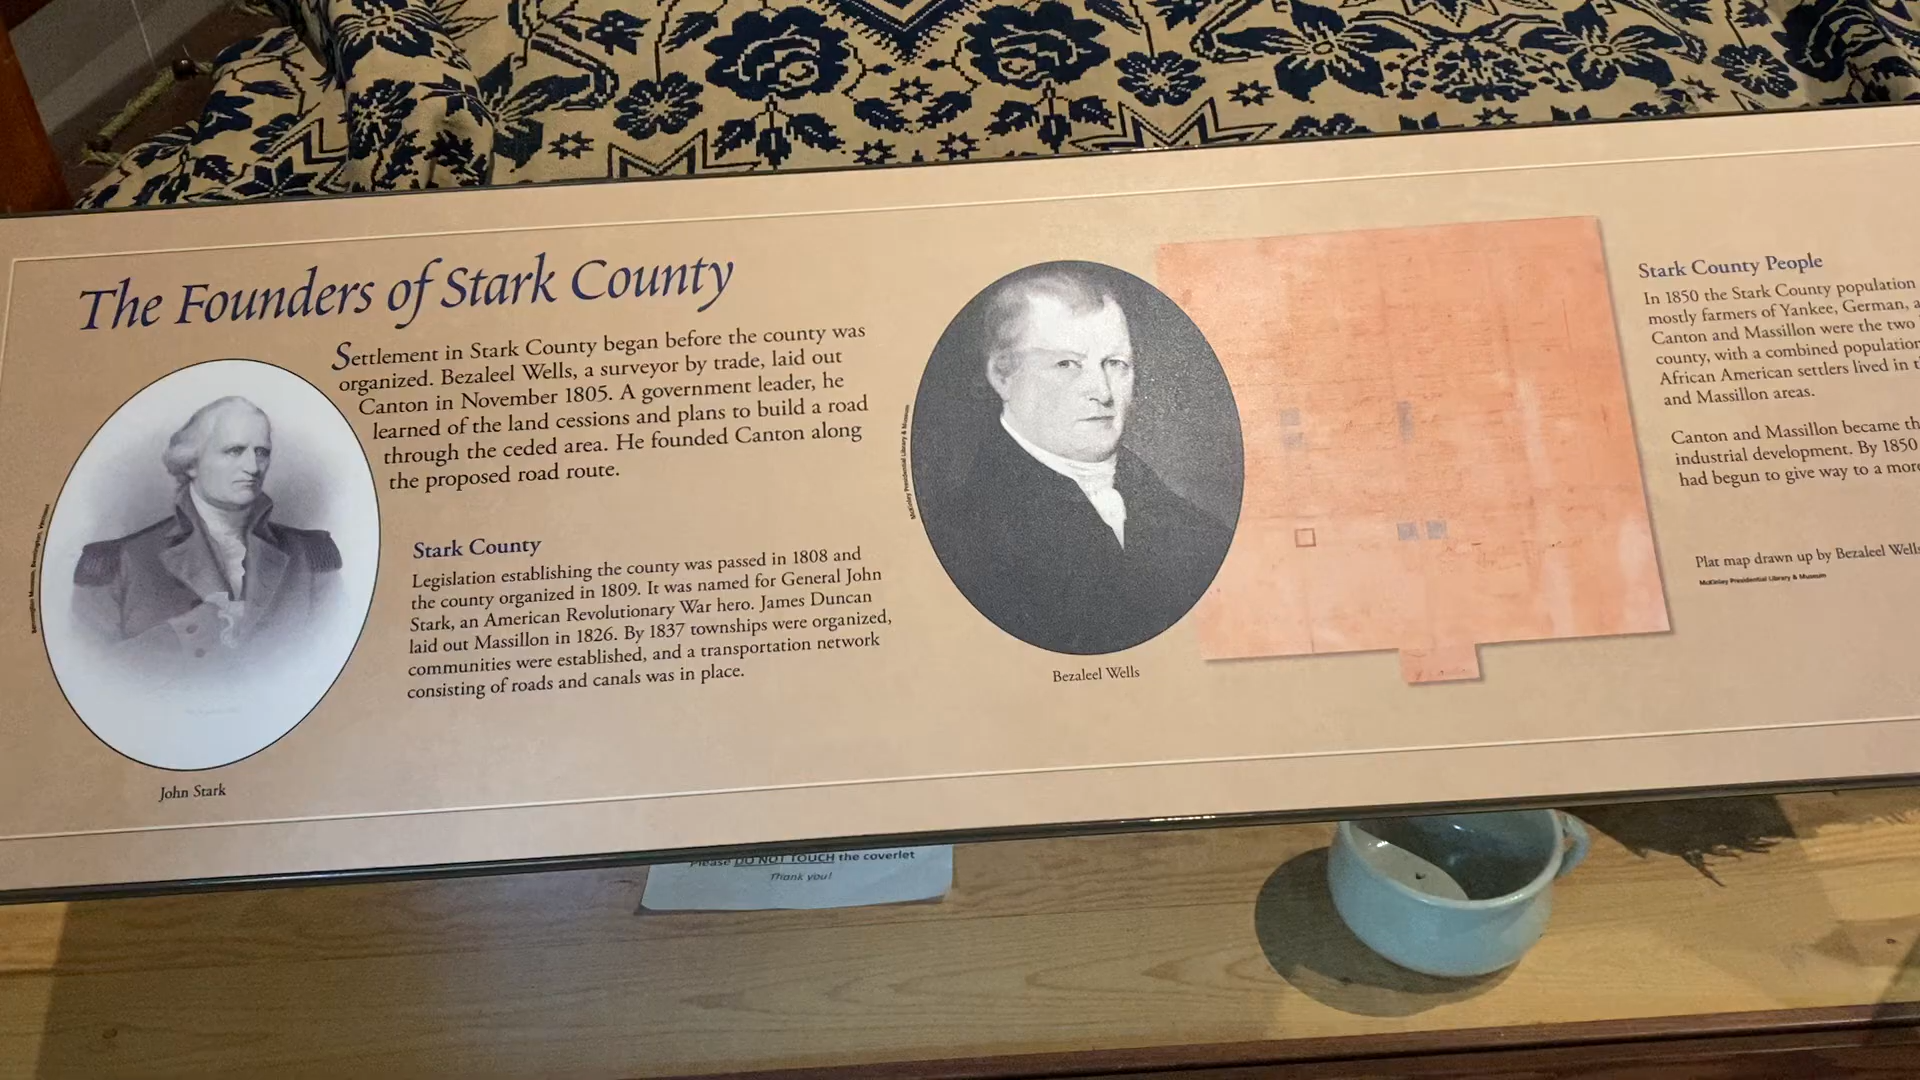 The Founders of Stark County
Settlement in Stark County began before the county was
organized. Bezaleel Wells, a surveyor by trade, laid out
Canton in November 1805. A government leader, he
learned of the land cessions and plans to build a road
through the ceded area. He founded Canton along
the proposed road route.
Stark County
Legislation establishing the county was passed in 1808 and
the county organized in 1809. It was named for General John
Stark, an American Revolutionary War hero. James Duncan
laid out Massillon in 1826. By 1837 townships were organized,
communities were established, and a transportation network
consisting of roads and canals was in place.
Bennington Museum, Bennington, Vermont
John Stark
McKinley Presidential Library & Museum
Bezaleel Wells
Stark County People
In 1850 the Stark County population
mostly farmers of Yankee, German, a
Canton and Massillon were the two
county, with a combined population
African American settlers lived in t
and Massillon areas.
Canton and Massillon became th
industrial development. By 1850
had begun to give way to a more
Plat map drawn up by Bezaleel Wells
McKinley Presidential Library & Museum
Please DO NOT TOUCH the coverlet
Thank you!